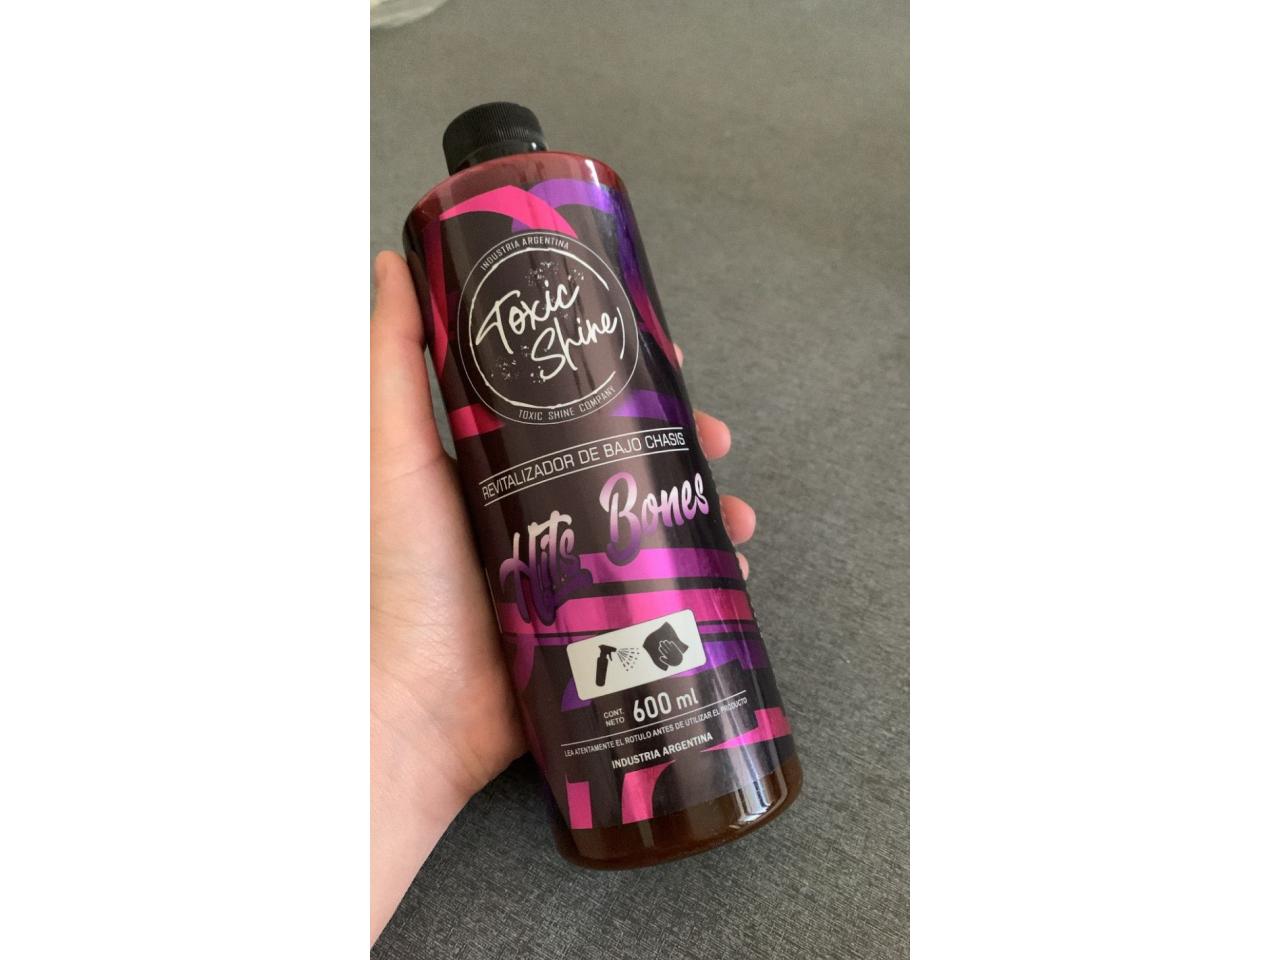 INDUSTRIA ARGENTINA
Toxic
Shine
TOXIC SHINE COMPANY
REVITALIZADOR DE BAJO CHASIS
Hits Bones
CONT.
NETO 600 ml
LEA ATENTAMENTE EL ROTULO ANTES DE UTILIZAR EL PRODUCTO
INDUSTRIA ARGENTINA